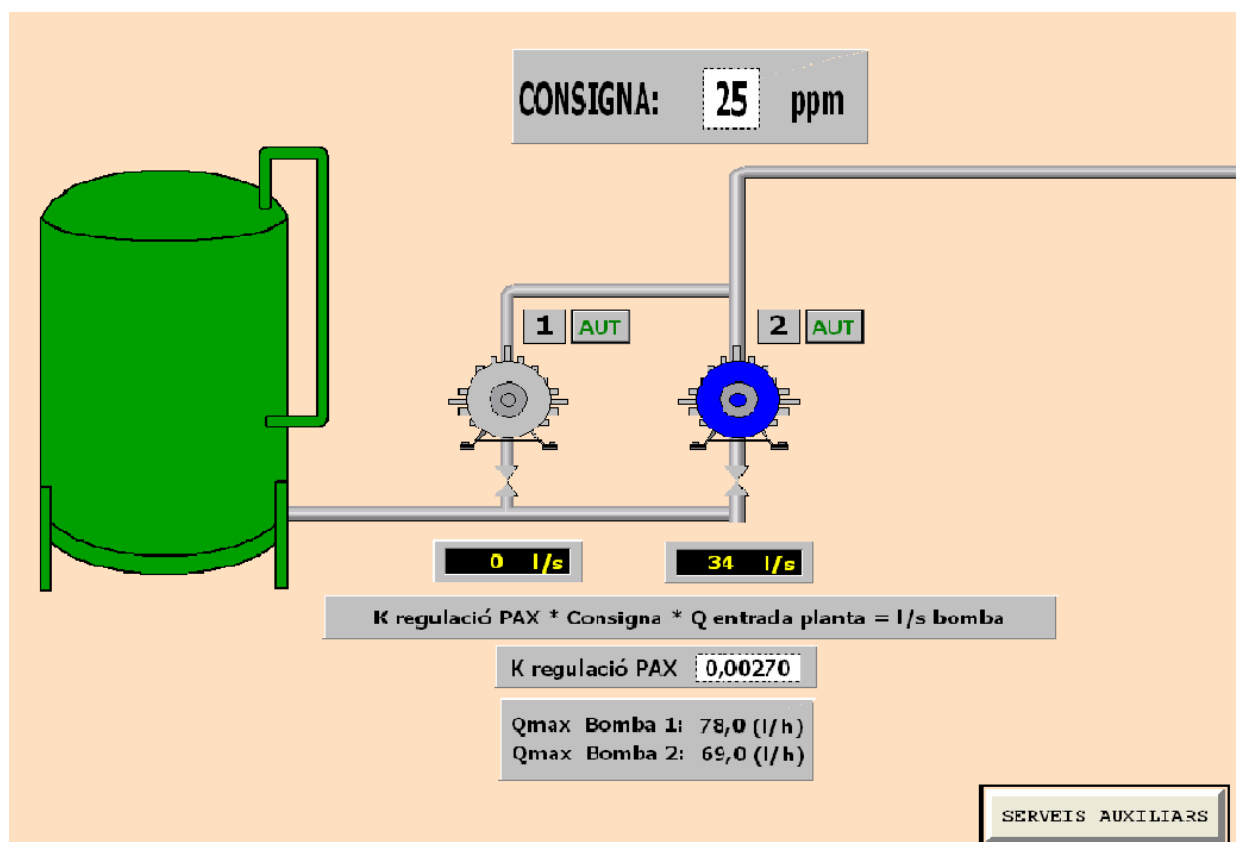 CONSIGNA: 25 ppm
1 AUT
2 AUT
0 l/s
34 l/s
K regulació PAX * Consigna * Q entrada planta = l/s bomba
K regulació PAX 0,00270
Qmax Bomba 1: 78,0 (l/h)
Qmax Bomba 2: 69,0 (l/h)
SERVEIS AUXILIARS